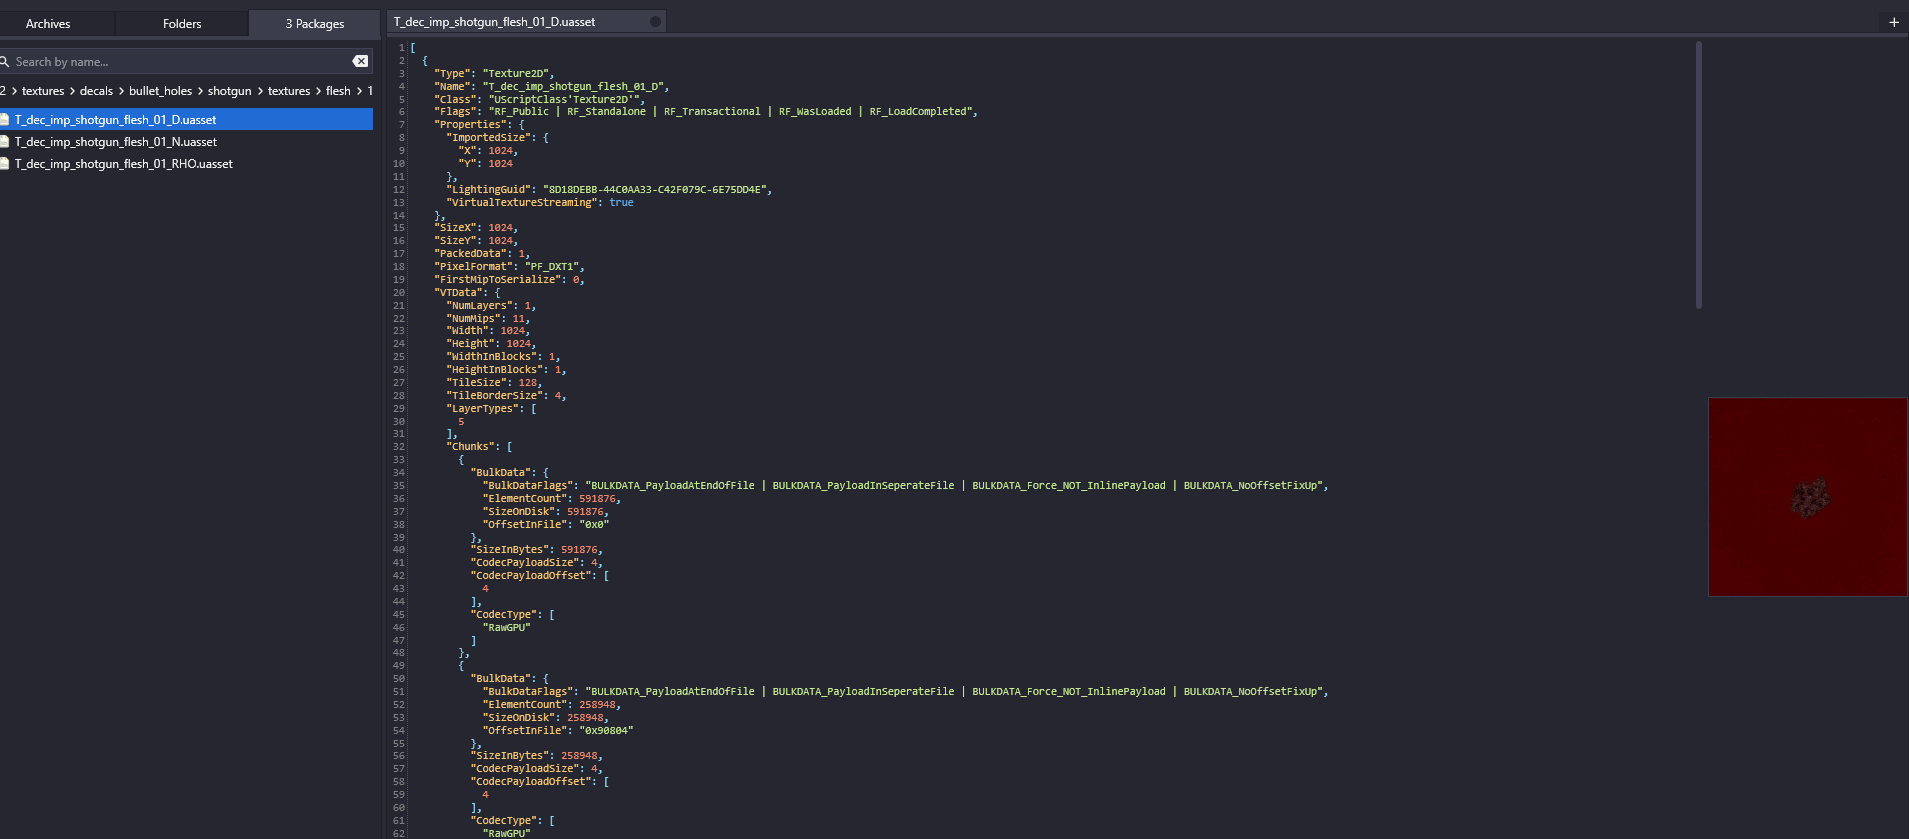 Archives
Folders
3 Packages
Search by name...
2 > textures > decals > bullet_holes > shotgun > textures > flesh > 1
T_dec_imp_shotgun_flesh_01_D.uasset
T_dec_imp_shotgun_flesh_01_N.uasset
T_dec_imp_shotgun_flesh_01_RHO.uasset
T_dec_imp_shotgun_flesh_01_D.uasset
+
1 [
2 {
3 "Type": "Texture2D",
4 "Name": "T_dec_imp_shotgun_flesh_01_D",
5 "Class": "UScriptClass'Texture2D'",
6 "Flags": "RF_Public | RF_Standalone | RF_Transactional | RF_WasLoaded | RF_LoadCompleted",
7 "Properties": {
8 "ImportedSize": {
9 "X": 1024,
10 "Y": 1024
11 },
12 "LightingGuid": "8D18DEBB-44C0AA33-C42F079C-6E75DD4E",
13 "VirtualTextureStreaming": true
14 },
15 "SizeX": 1024,
16 "SizeY": 1024,
17 "PackedData": 1,
18 "PixelFormat": "PF_DXT1",
19 "FirstMipToSerialize": 0,
20 "VTData": {
21 "NumLayers": 1,
22 "NumMips": 11,
23 "Width": 1024,
24 "Height": 1024,
25 "WidthInBlocks": 1,
26 "HeightInBlocks": 1,
27 "TileSize": 128,
28 "TileBorderSize": 4,
29 "LayerTypes": [
30 5
31 ],
32 "Chunks": [
33 {
34 "BulkData": {
35 "BulkDataFlags": "BULKDATA_PayloadAtEndOfFile | BULKDATA_PayloadInSeperateFile | BULKDATA_Force_NOT_InlinePayload | BULKDATA_NoOffsetFixUp",
36 "ElementCount": 591876,
37 "SizeOnDisk": 591876,
38 "OffsetInFile": "0x0"
39 },
40 "SizeInBytes": 591876,
41 "CodecPayloadSize": 4,
42 "CodecPayloadOffset": [
43 4
44 ],
45 "CodecType": [
46 "RawGPU"
47 ]
48 },
49 {
50 "BulkData": {
51 "BulkDataFlags": "BULKDATA_PayloadAtEndOfFile | BULKDATA_PayloadInSeperateFile | BULKDATA_Force_NOT_InlinePayload | BULKDATA_NoOffsetFixUp",
52 "ElementCount": 258948,
53 "SizeOnDisk": 258948,
54 "OffsetInFile": "0x90804"
55 },
56 "SizeInBytes": 258948,
57 "CodecPayloadSize": 4,
58 "CodecPayloadOffset": [
59 4
60 ],
61 "CodecType": [
62 "RawGPU"